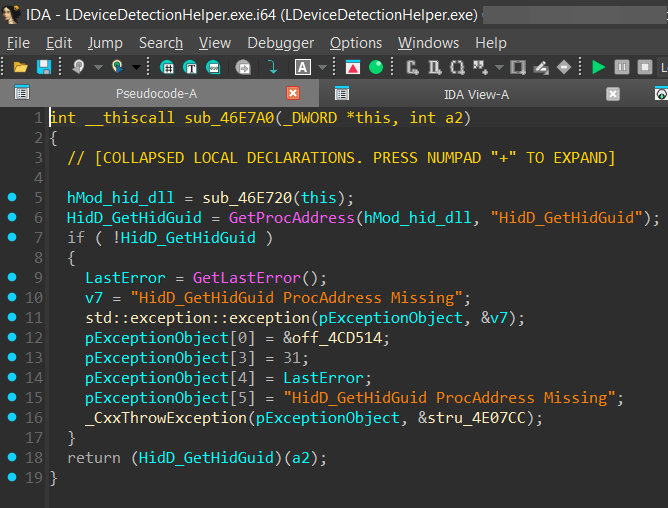 IDA - LDeviceDetectionHelper.exe.i64 (LDeviceDetectionHelper.exe)
File Edit Jump Search View Debugger Options Windows Help
Pseudocode-A IDA View-A
1 int __thiscall sub_46E7A0(_DWORD *this, int a2)
2 {
3 // [COLLAPSED LOCAL DECLARATIONS. PRESS NUMPAD "+" TO EXPAND]
4
5 hMod_hid_dll = sub_46E720(this);
6 HidD_GetHidGuid = GetProcAddress(hMod_hid_dll, "HidD_GetHidGuid");
7 if ( !HidD_GetHidGuid )
8 {
9 LastError = GetLastError();
10 v7 = "HidD_GetHidGuid ProcAddress Missing";
11 std::exception::exception(pExceptionObject, &v7);
12 pExceptionObject[0] = &off_4CD514;
13 pExceptionObject[3] = 31;
14 pExceptionObject[4] = LastError;
15 pExceptionObject[5] = "HidD_GetHidGuid ProcAddress Missing";
16 _CxxThrowException(pExceptionObject, &stru_4E07CC);
17 }
18 return (HidD_GetHidGuid)(a2);
19 }